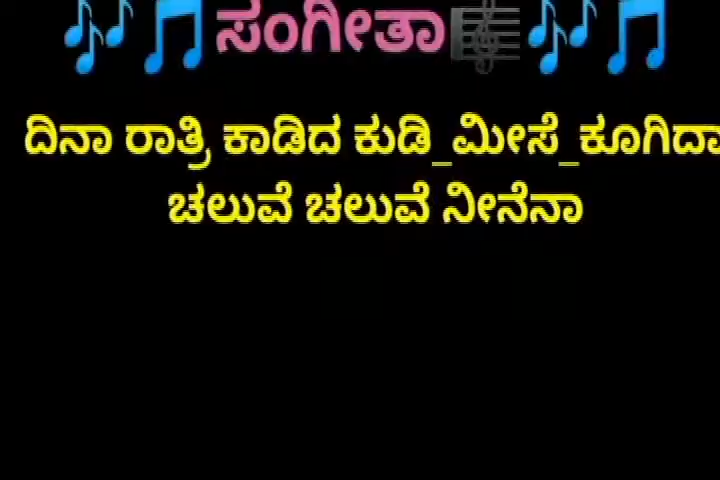 🎶🎵ಸಂಗೀತಾ🎼🎶🎵
ದಿನಾ ರಾತ್ರಿ ಕಾಡಿದ ಕುಡಿ_ಮೀಸೆ_ಕೂಗಿದಾ
ಚಲುವೆ ಚಲುವೆ ನೀನೆನಾ